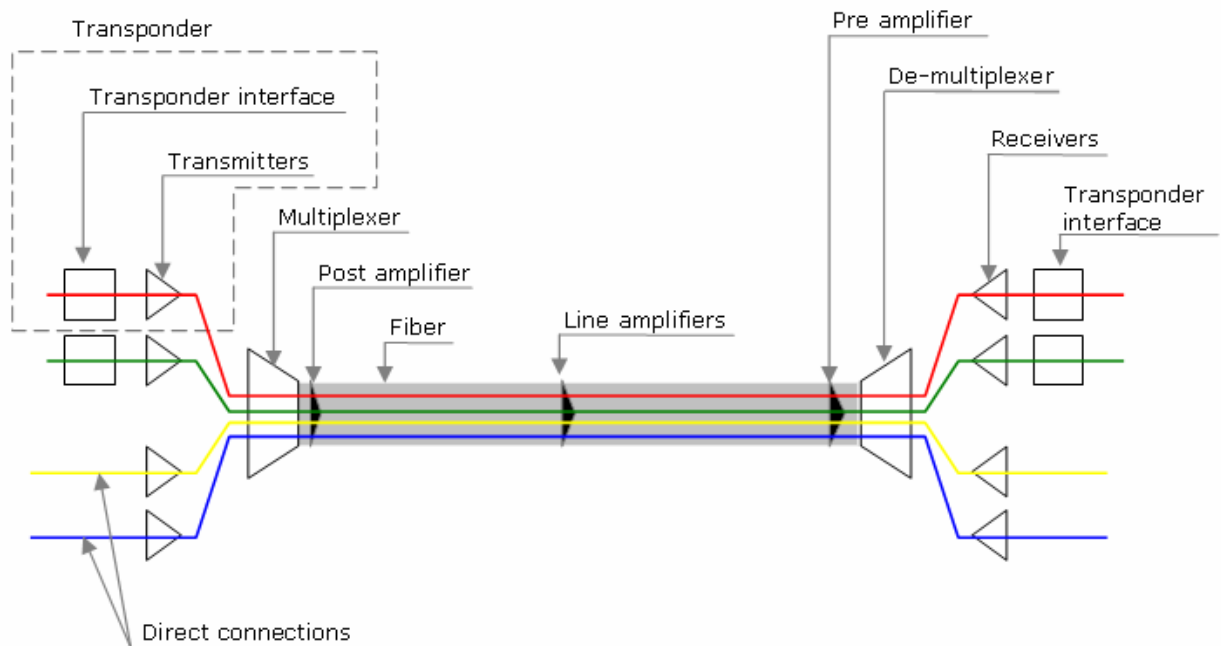 Transponder
Transponder interface
Transmitters
Multiplexer
Post amplifier
Fiber
Line amplifiers
Pre amplifier
De-multiplexer
Receivers
Transponder
interface
Direct connections